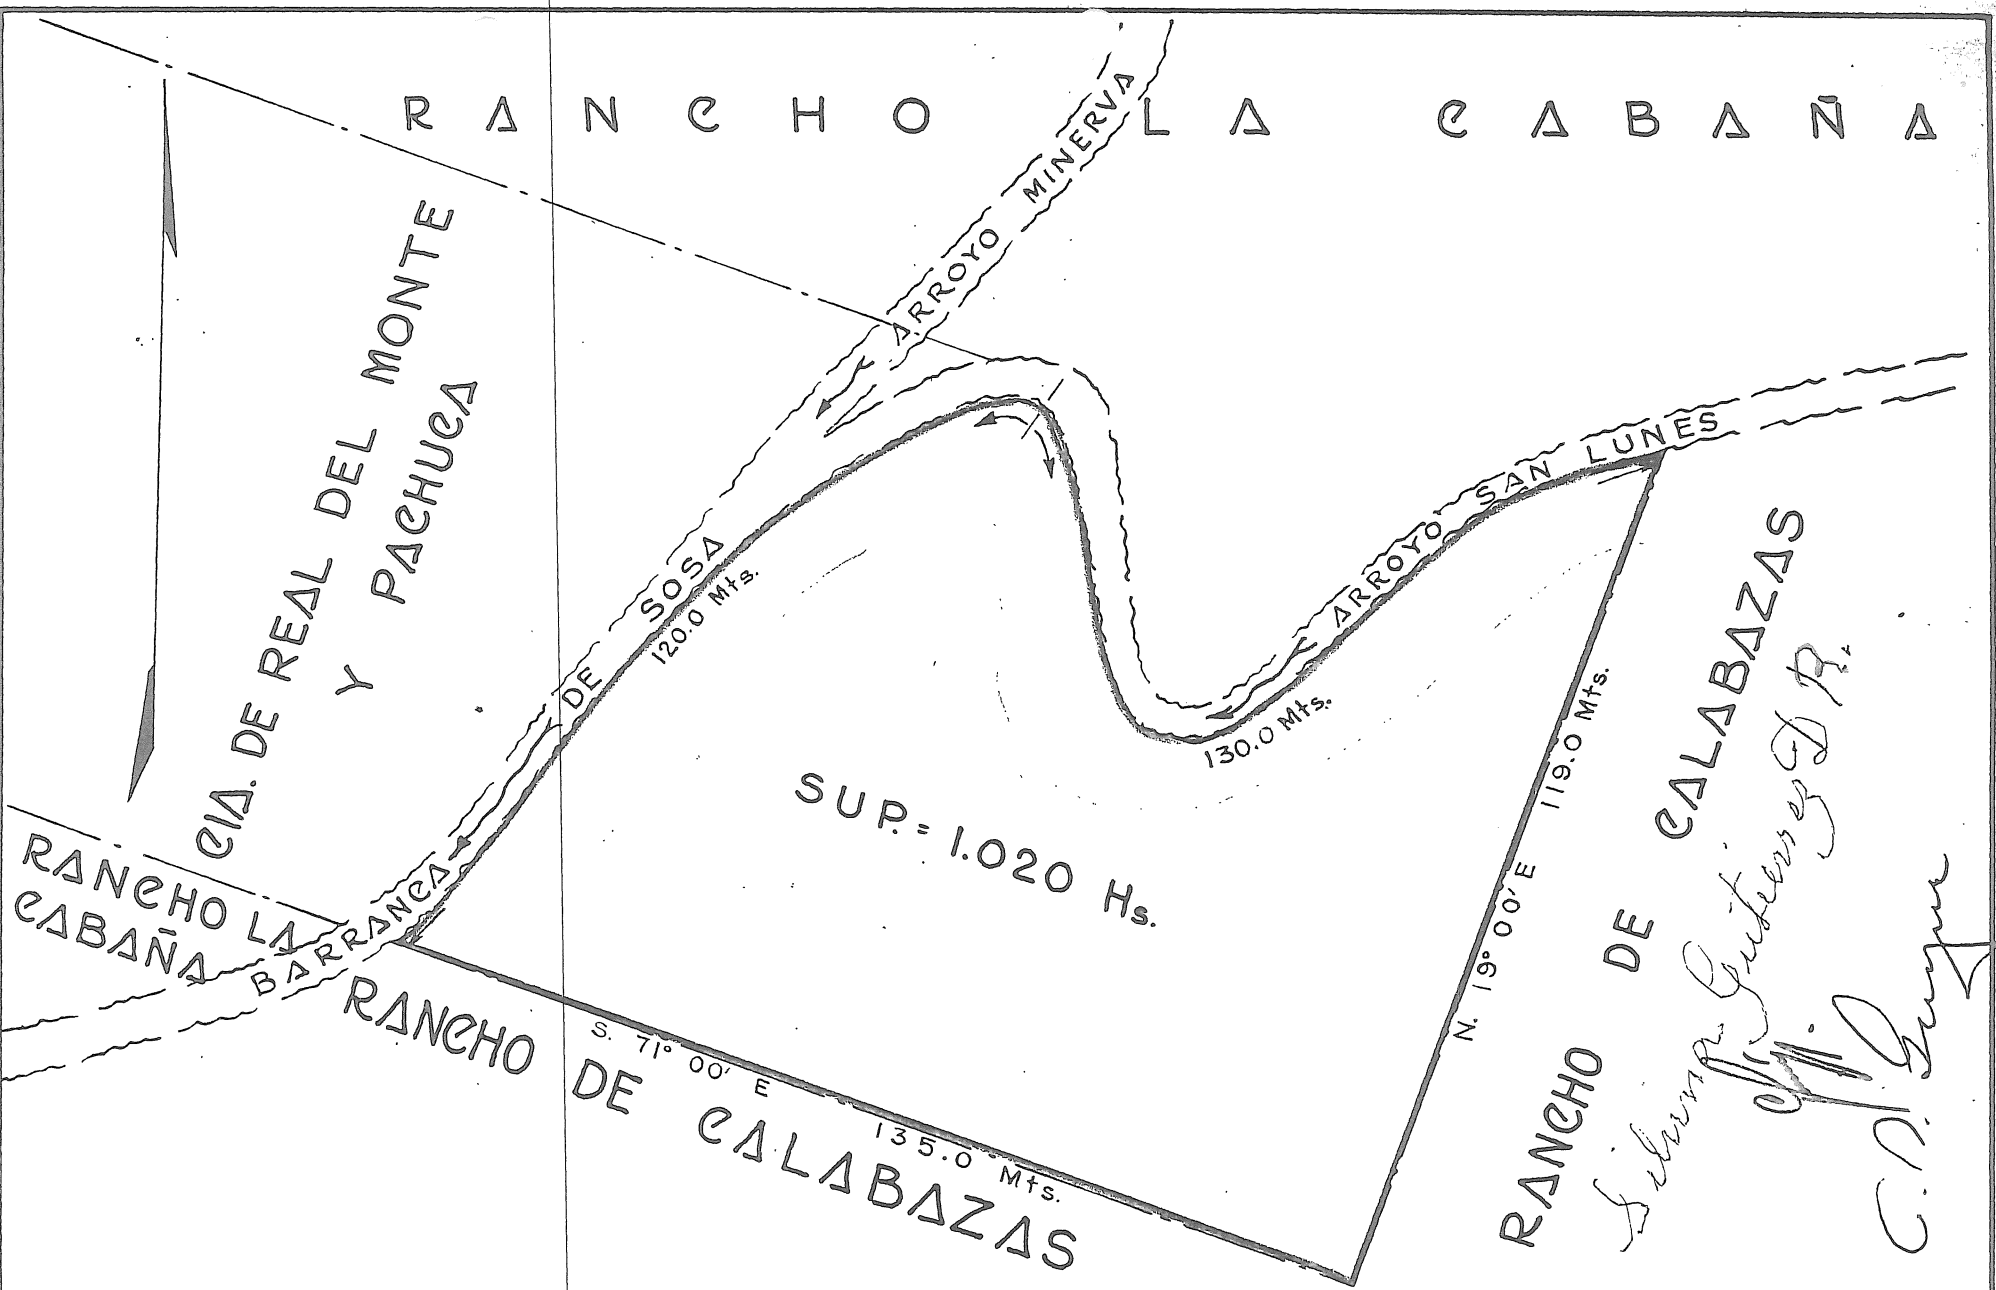 RANCHO LA CABAÑA
ARROYO MINERVA
CIA. DE REAL DEL MONTE
Y PACHUCA
ARROYO SAN LUNES
BARRANCA DE SOSA
120.0 Mts.
130.0 Mts.
119.0 Mts.
N. 19° 00' E
SUP. = 1.020 Hs.
RANCHO LA
CABAÑA
S. 71° 00' E
135.0 Mts.
RANCHO DE CALABAZAS
RANCHO DE CALABAZAS
Gutierrez D R.